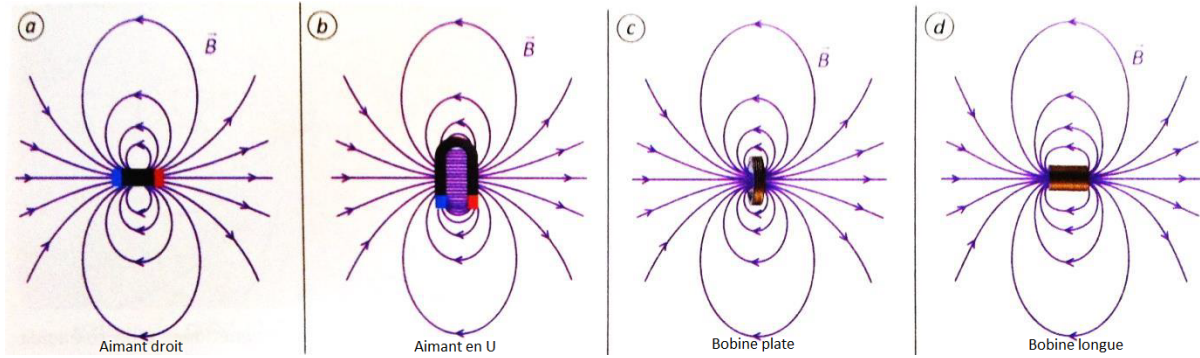 a
B
Aimant droit
b
B
Aimant en U
c
B
Bobine plate
d
B
Bobine longue